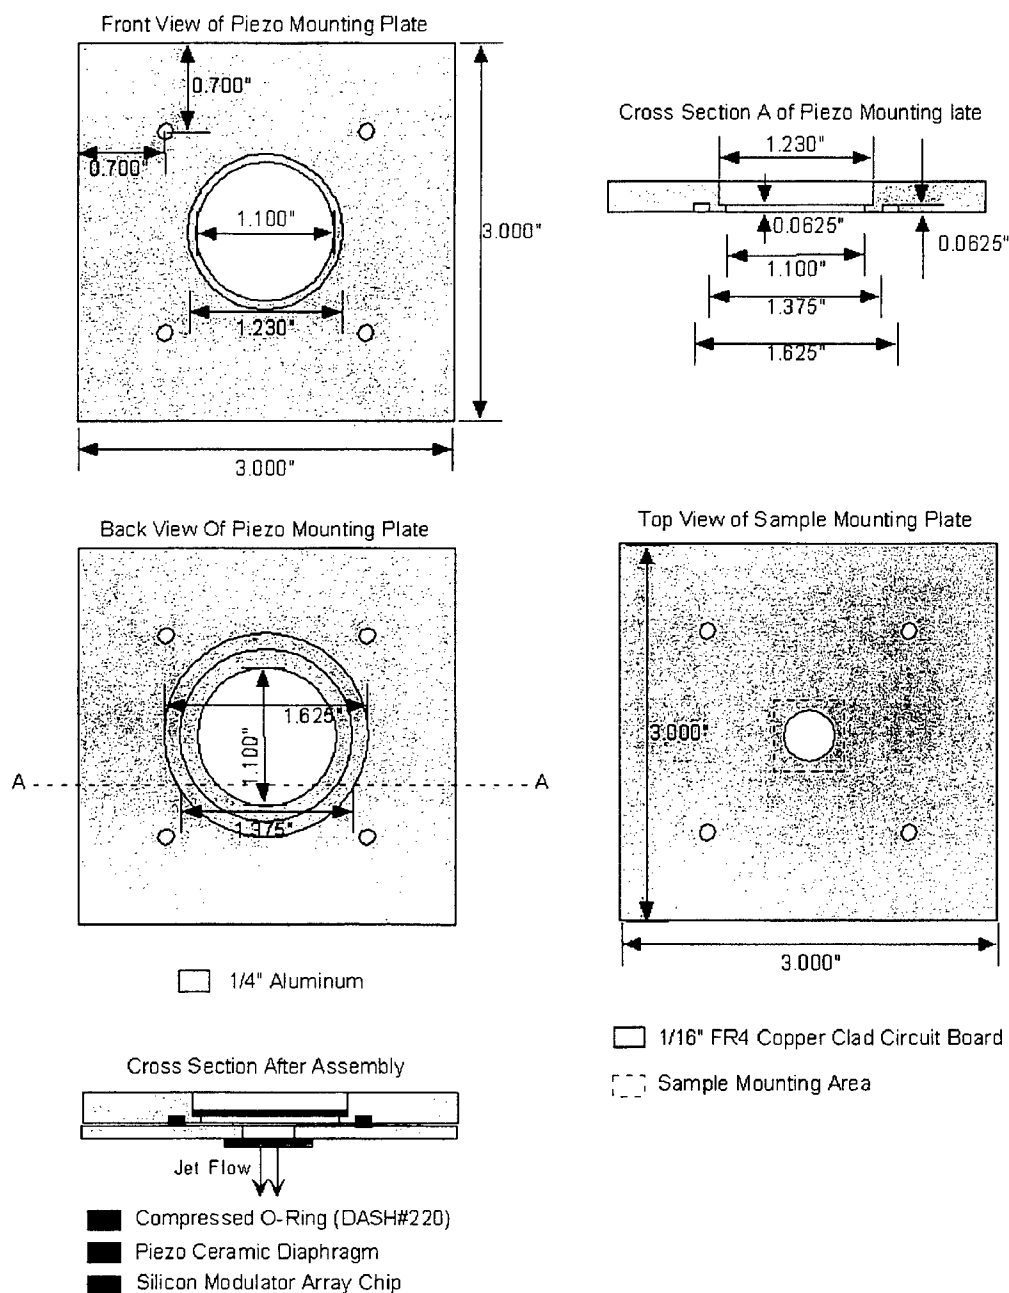 Front View of Piezo Mounting Plate
0.700"
0.700"
1.100"
3.000"
1.230"
3.000"
Cross Section A of Piezo Mounting late
1.230"
0.0625"
0.0625"
1.100"
1.375"
1.625"
Back View Of Piezo Mounting Plate
1.625"
1.100"
A
A
1.375"
1/4" Aluminum
Top View of Sample Mounting Plate
3.000"
3.000"
1/16" FR4 Copper Clad Circuit Board
Sample Mounting Area
Cross Section After Assembly
Jet Flow
Compressed O-Ring (DASH#220)
Piezo Ceramic Diaphragm
Silicon Modulator Array Chip